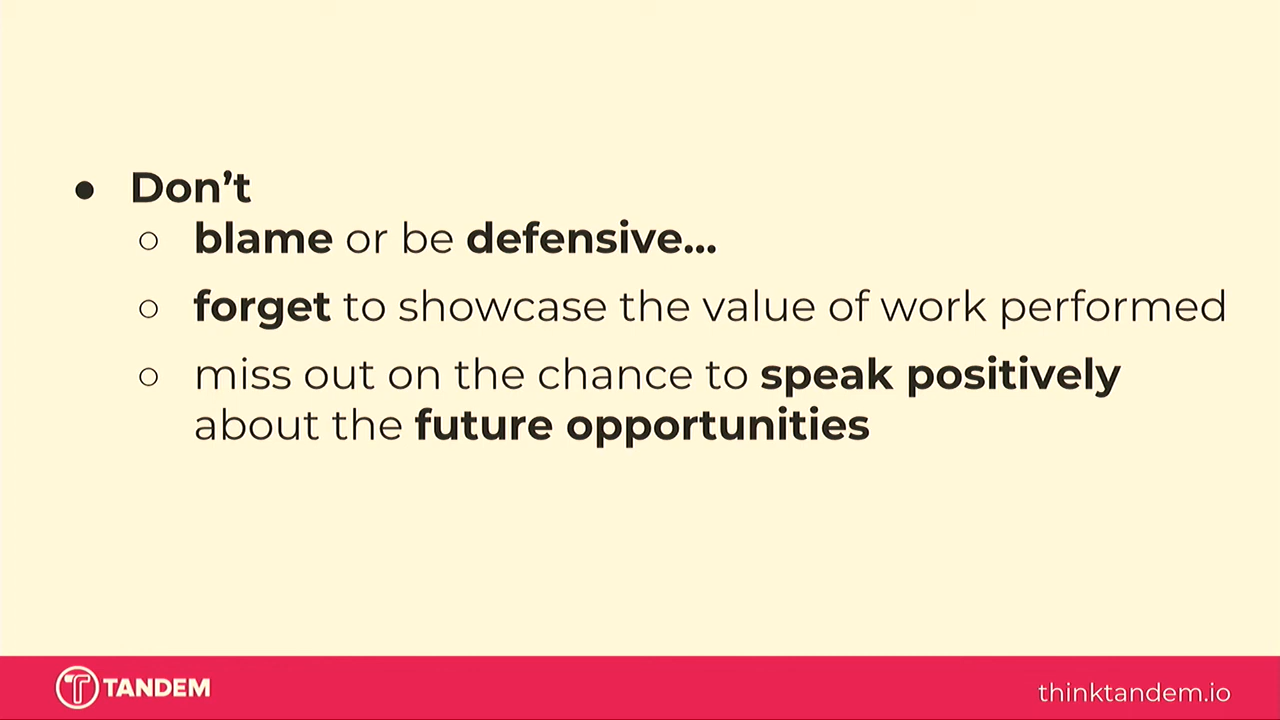 ● Don’t
○ blame or be defensive...
○ forget to showcase the value of work performed
○ miss out on the chance to speak positively
about the future opportunities
TANDEM
thinktandem.io